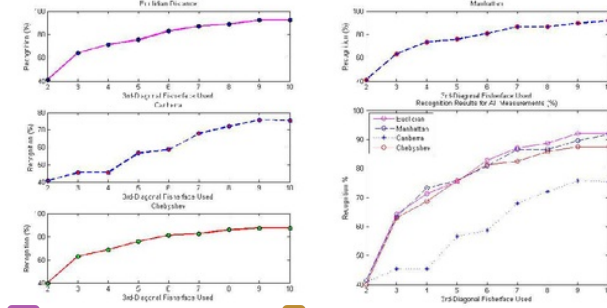 Euclidian Distance
100
80
60
40
Recognition (%)
2 3 4 5 6 7 8 9 10
3rd-Diagonal Fisherface Used
Canberra
80
70
60
50
40
Recognition (%)
2 3 4 5 6 7 8 9 10
3rd-Diagonal Fisherface Used
Chebyshev
100
80
60
40
Recognition (%)
2 3 4 5 6 7 8 9 10
3rd-Diagonal Fisherface Used
Manhattan
100
80
60
40
Recognition (%)
2 3 4 5 6 7 8 9
3rd-Diagonal Fisherface Used
Recognition Results for All Measurements (%)
100
90
80
70
60
50
40
Recognition %
Euclidian
Manhattan
Canberra
Chebyshev
2 3 4 5 6 7 8 9
3rd-Diagonal Fisherface Used